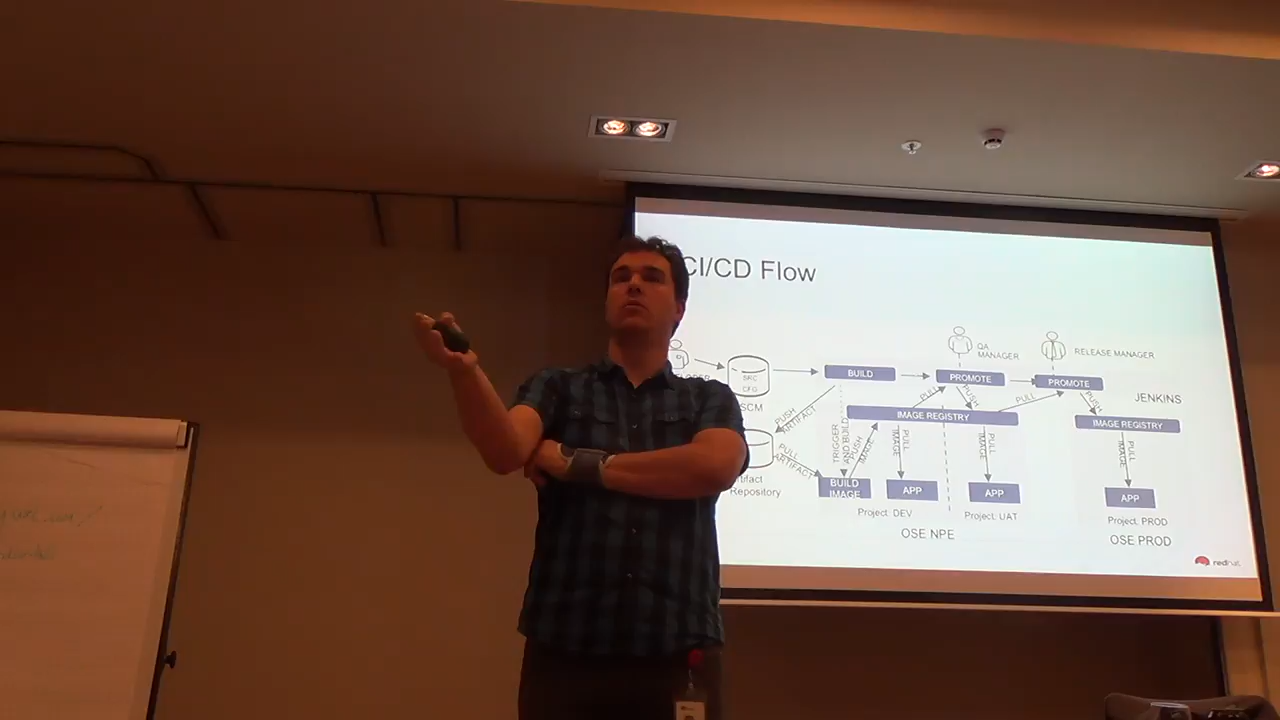 CI/CD Flow
QA
MANAGER
RELEASE MANAGER
SRC
CFG
SCM
BUILD
PROMOTE
PROMOTE
JENKINS
PULL
PUSH
PULL
PUSH
PUSH
ARTIFACT
IMAGE REGISTRY
IMAGE REGISTRY
TRIGGER
AND BUILD
PUSH
IMAGE
PULL
IMAGE
PULL
IMAGE
PULL
IMAGE
PULL
ARTIFACT
Repository
BUILD
IMAGE
APP
APP
APP
Project: DEV
Project: UAT
Project: PROD
OSE NPE
OSE PROD
redhat.